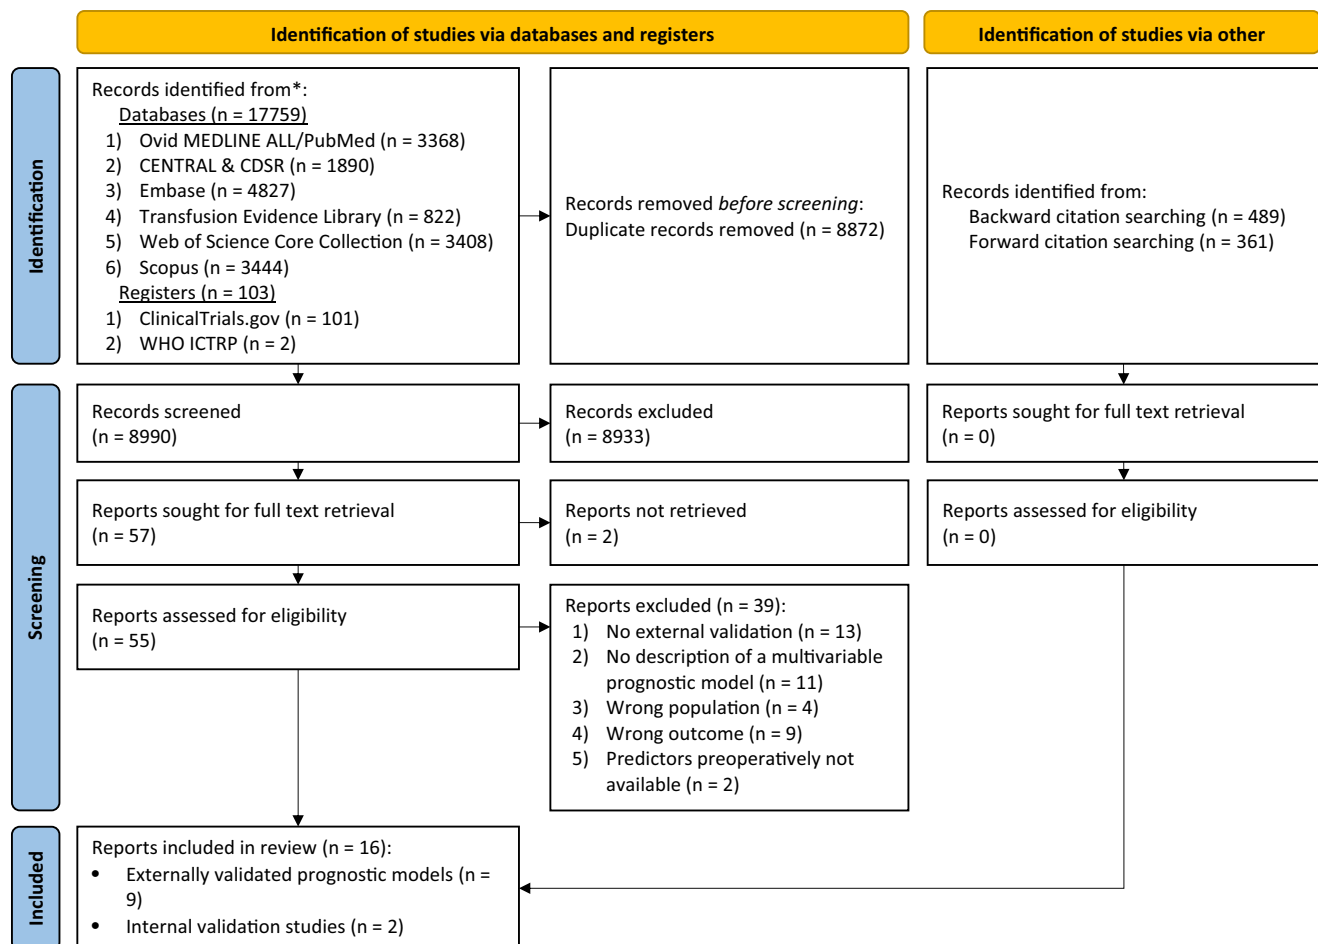 Identification of studies via databases and registers
Identification of studies via other
Identification
Records identified from*:
Databases (n = 17759)
1) Ovid MEDLINE ALL/PubMed (n = 3368)
2) CENTRAL & CDSR (n = 1890)
3) Embase (n = 4827)
4) Transfusion Evidence Library (n = 822)
5) Web of Science Core Collection (n = 3408)
6) Scopus (n = 3444)
Registers (n = 103)
1) ClinicalTrials.gov (n = 101)
2) WHO ICTRP (n = 2)
Records removed before screening:
Duplicate records removed (n = 8872)
Records identified from:
Backward citation searching (n = 489)
Forward citation searching (n = 361)
Screening
Records screened
(n = 8990)
Records excluded
(n = 8933)
Reports sought for full text retrieval
(n = 0)
Reports sought for full text retrieval
(n = 57)
Reports not retrieved
(n = 2)
Reports assessed for eligibility
(n = 0)
Reports assessed for eligibility
(n = 55)
Reports excluded (n = 39):
1) No external validation (n = 13)
2) No description of a multivariable
prognostic model (n = 11)
3) Wrong population (n = 4)
4) Wrong outcome (n = 9)
5) Predictors preoperatively not
available (n = 2)
Included
Reports included in review (n = 16):
• Externally validated prognostic models (n =
9)
• Internal validation studies (n = 2)